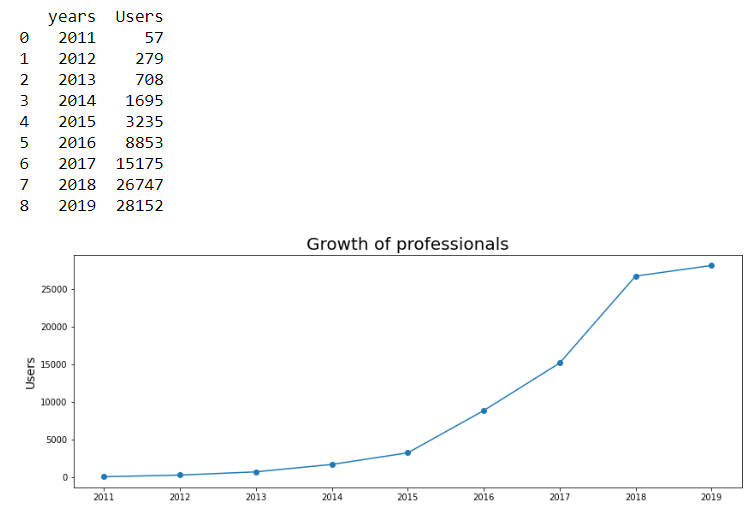 years Users
0 2011 57
1 2012 279
2 2013 708
3 2014 1695
4 2015 3235
5 2016 8853
6 2017 15175
7 2018 26747
8 2019 28152
Growth of professionals
25000
20000
15000
10000
5000
0
Users
2011 2012 2013 2014 2015 2016 2017 2018 2019